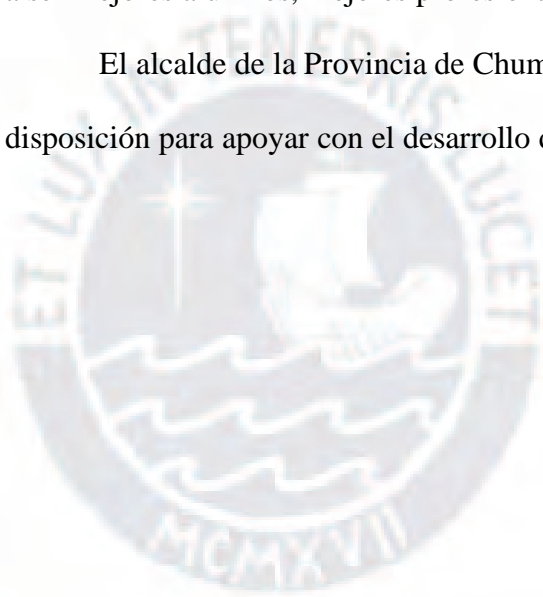 El alcalde de la Provincia de Chum
disposición para apoyar con el desarrollo
ET LUX IN TENEBRIS LUCET
MCMXVII